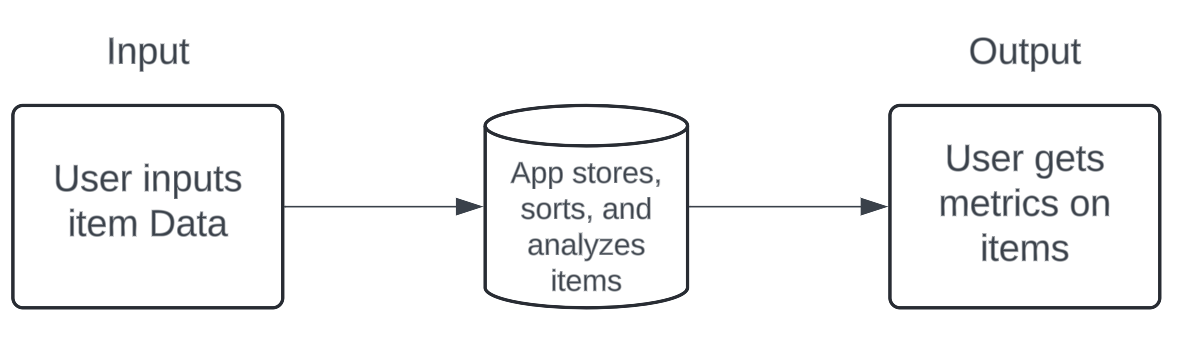 Input
Output
User inputs
item Data
App stores,
sorts, and
analyzes
items
User gets
metrics on
items